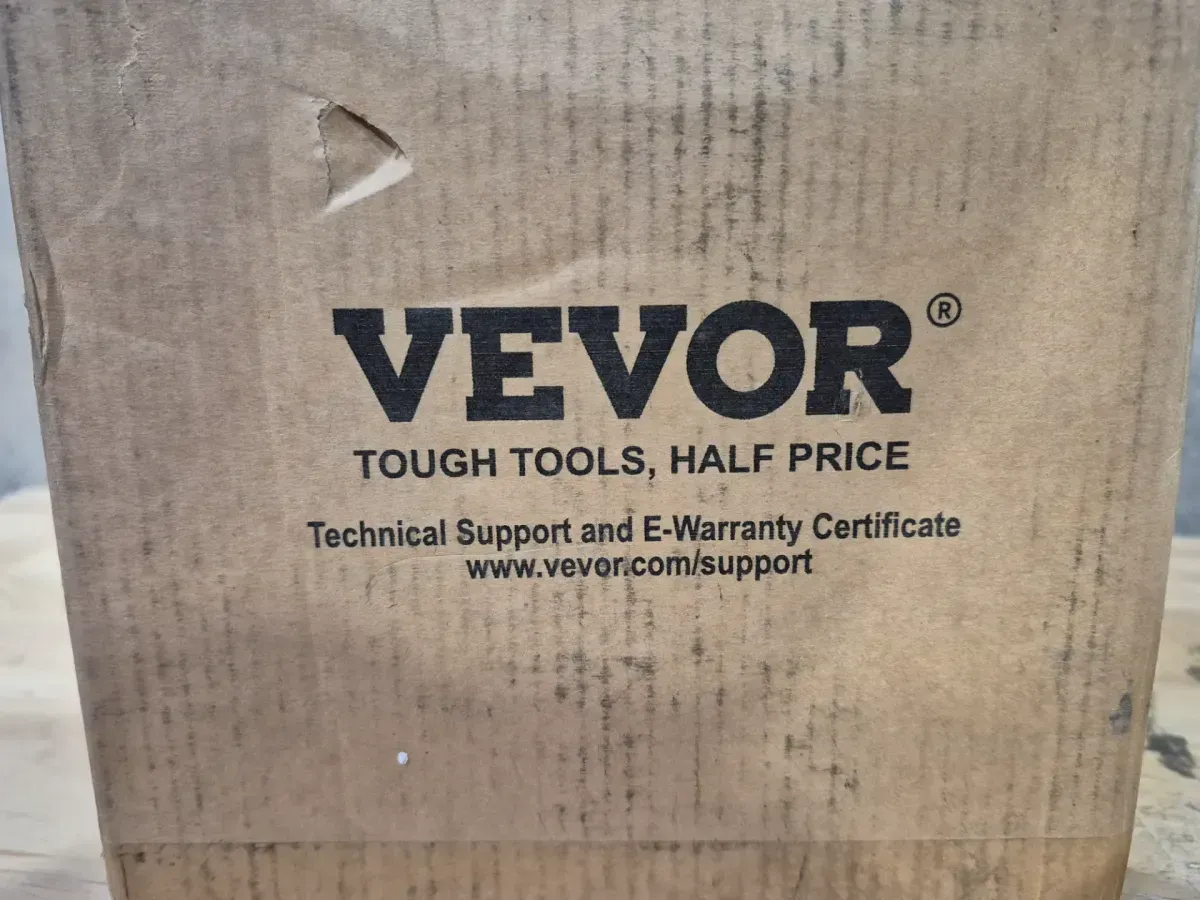 VEVOR®
TOUGH TOOLS, HALF PRICE
Technical Support and E-Warranty Certificate
www.vevor.com/support